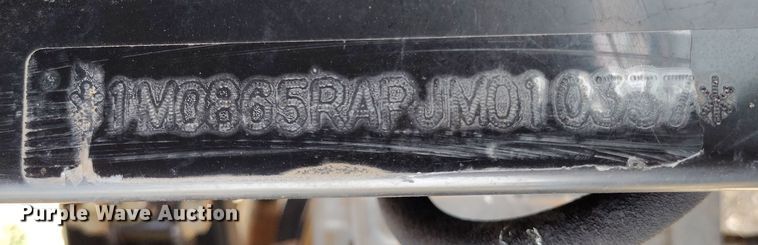 *1M0865RAPJM010357*
Purple Wave Auction